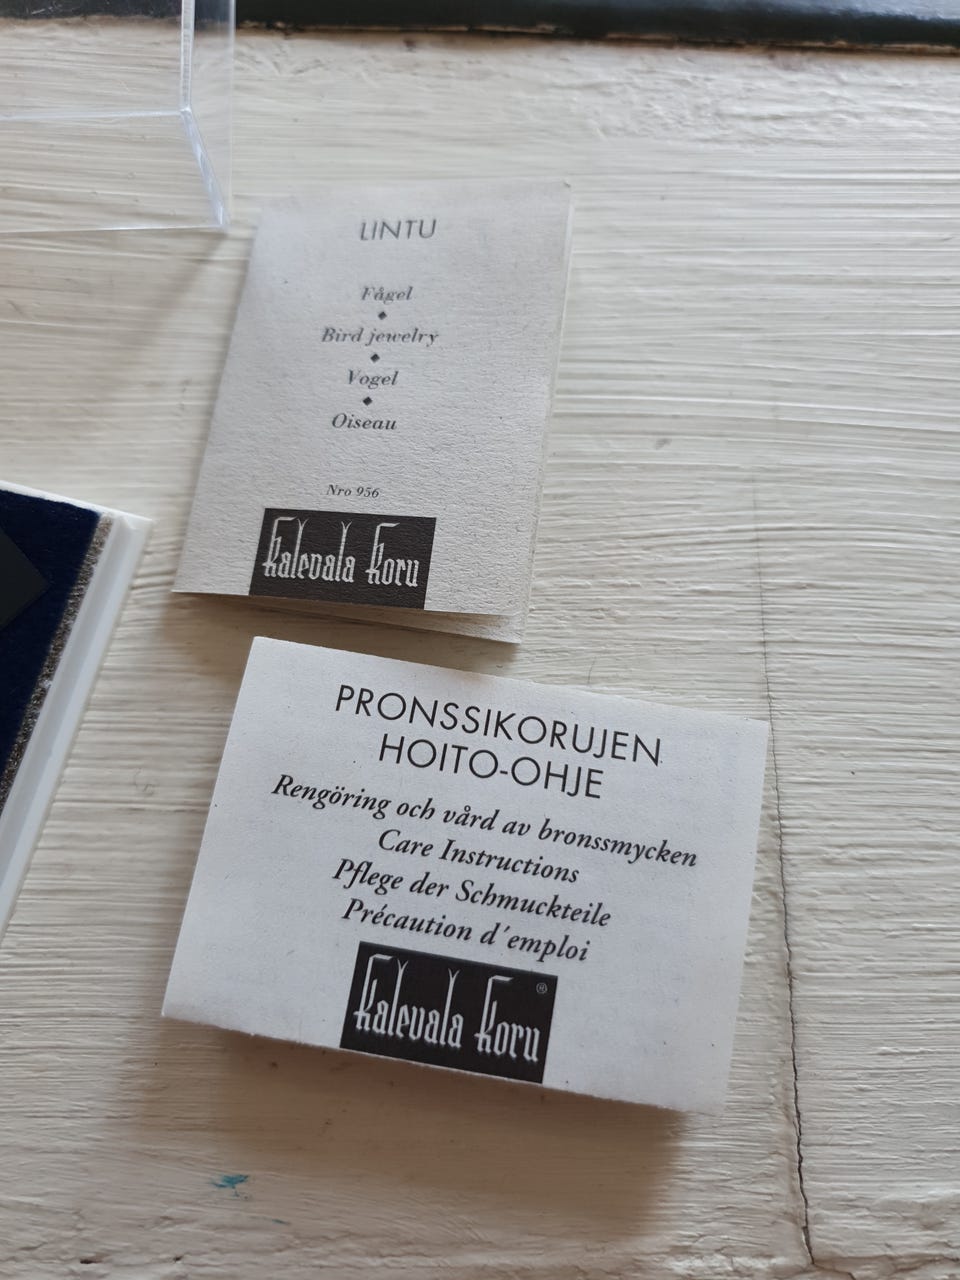 LINTU
Fågel
Bird jewelry
Vogel
Oiseau
Nro 956
Kalevala Koru
PRONSSIKORUJEN
HOITO-OHJE
Rengöring och vård av bronssmycken
Care Instructions
Pflege der Schmuckteile
Précaution d´emploi
Kalevala Koru ®